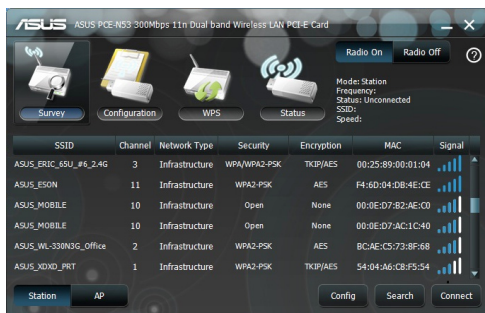 ASUS ASUS PCE-N53 300Mbps 11n Dual band Wireless LAN PCI-E Card
Radio On Radio Off
Survey Configuration WPS Status
Mode: Station
Frequency:
Status: Unconnected
SSID:
Speed:
SSID Channel Network Type Security Encryption MAC Signal
ASUS_ERIC_65U_#6_2.4G 3 Infrastructure WPA/WPA2-PSK TKIP/AES 00:25:89:00:01:04
ASUS_ESON 11 Infrastructure WPA2-PSK AES F4:6D:04:DB:4E:CE
ASUS_MOBILE 10 Infrastructure Open None 00:0E:D7:B2:AE:C0
ASUS_MOBILE 10 Infrastructure Open None 00:0E:D7:AC:1C:40
ASUS_WL-330N3G_Office 2 Infrastructure WPA2-PSK AES BC:AE:C5:73:8F:68
ASUS_XDXD_PRT 1 Infrastructure WPA2-PSK TKIP/AES 54:04:A6:C8:F5:54
Station AP Config Search Connect